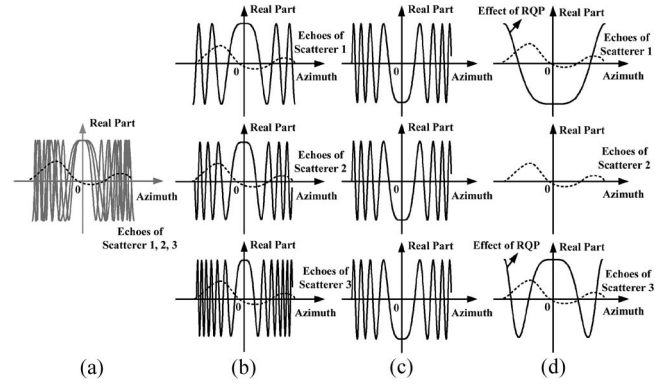 Real Part
0
Azimuth
Echoes of
Scatterer 1, 2, 3
(a)
Real Part
Echoes of
Scatterer 1
0
Azimuth
Real Part
Echoes of
Scatterer 2
0
Azimuth
Real Part
Echoes of
Scatterer 3
0
Azimuth
(b)
Real Part
0
Azimuth
Real Part
0
Azimuth
Real Part
0
Azimuth
(c)
Effect of RQP
Real Part
Echoes of
Scatterer 1
0
Azimuth
Real Part
Echoes of
Scatterer 2
0
Azimuth
Effect of RQP
Real Part
Echoes of
Scatterer 3
0
Azimuth
(d)